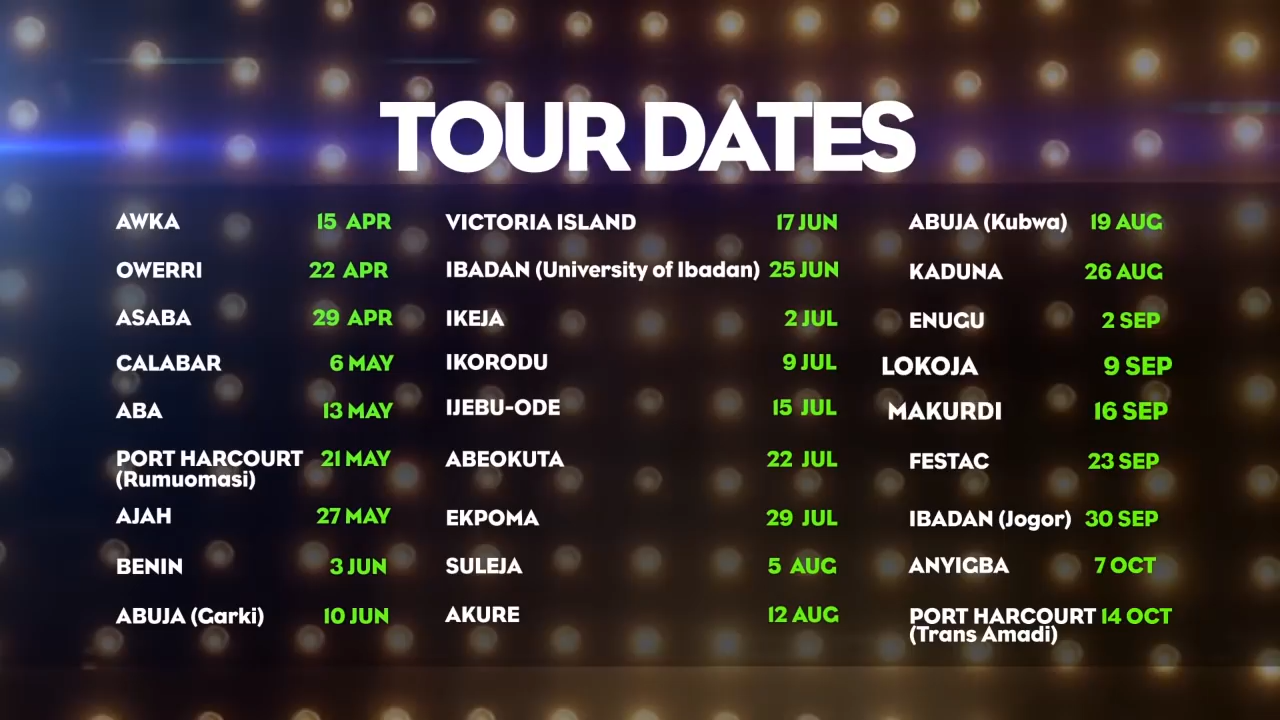 TOUR DATES
AWKA 15 APR
OWERRI 22 APR
ASABA 29 APR
CALABAR 6 MAY
ABA 13 MAY
PORT HARCOURT 21 MAY
(Rumuomasi)
AJAH 27 MAY
BENIN 3 JUN
ABUJA (Garki) 10 JUN
VICTORIA ISLAND 17 JUN
IBADAN (University of Ibadan) 25 JUN
IKEJA 2 JUL
IKORODU 9 JUL
IJEBU-ODE 15 JUL
ABEOKUTA 22 JUL
EKPOMA 29 JUL
SULEJA 5 AUG
AKURE 12 AUG
ABUJA (Kubwa) 19 AUG
KADUNA 26 AUG
ENUGU 2 SEP
LOKOJA 9 SEP
MAKURDI 16 SEP
FESTAC 23 SEP
IBADAN (Jogor) 30 SEP
ANYIGBA 7 OCT
PORT HARCOURT 14 OCT
(Trans Amadi)